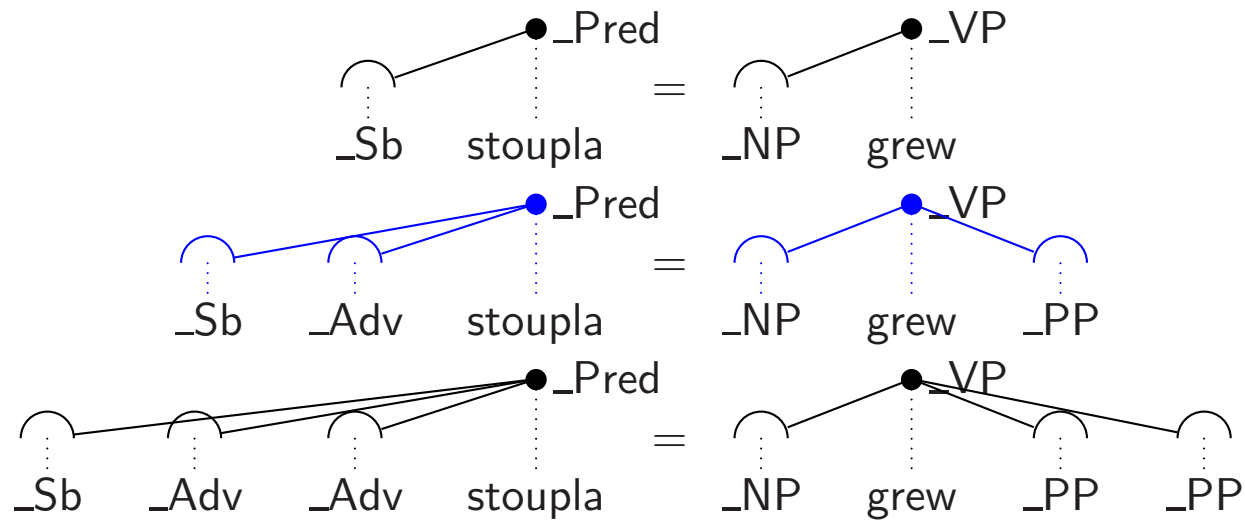 _Pred = _VP
_Sb stoupla _NP grew
_Pred = _VP
_Sb _Adv stoupla _NP grew _PP
_Pred = _VP
_Sb _Adv _Adv stoupla _NP grew _PP _PP